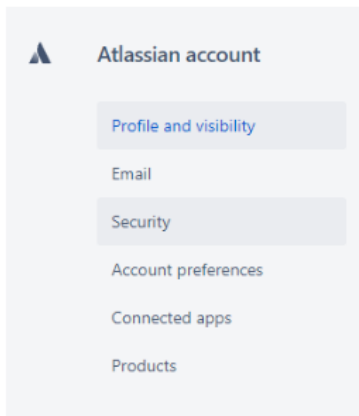 Atlassian account
Profile and visibility
Email
Security
Account preferences
Connected apps
Products